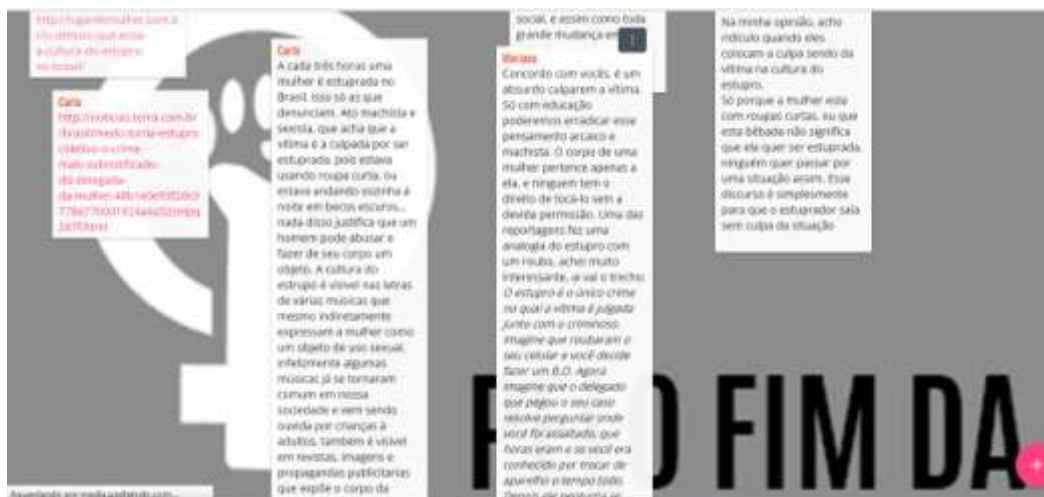 a cultura do estupro
no brasil
Carla
http://noticias.terra.com.br
/brasil/medo-torna-estupro-
coletivo-o-crime-
mais-subnotificado-
diz-delegada-
Carla
A cada três horas uma
mulher é estuprada no
Brasil, isso só as que
denunciam. Ato machista e
sexista, que acha que a
vítima é a culpada por ser
estuprada, pois estava
usando roupa curta, ou
estava andando sozinha á
noite em becos escuros...
nada disso justifica que um
homem pode abusar e
fazer de seu corpo um
objeto. A cultura do
estrupo é visível nas letras
de várias músicas que
mesmo indiretamente
expressam a mulher como
um objeto de uso sexual,
infelizmente algumas
músicas já se tornaram
comum em nossa
sociedade e vem sendo
ouvida por crianças à
adultos, também é visível
em revistas, imagens e
propagandas publicitarias
que expõe o corpo da
social, e assim como toda
grande mudança
Mariana
Concordo com vocês, é um
absurdo culparem a vítima.
Só com educação
poderemos erradicar esse
pensamento arcaico e
machista. O corpo de uma
mulher pertence apenas a
ela, e ninguem tem o
direito de tocá-lo sem a
devida permissão. Uma das
reportagens fez uma
analogia do estupro com
um roubo, achei muito
interessante, ai vai o trecho:
O estupro é o único crime
no qual a vítima é julgada
junto com o criminoso.
Imagine que roubaram o
seu celular e você decide
fazer um B.O. Agora
imagine que o delegado
que pegou o seu caso
resolve perguntar onde
você foi assaltado, que
horas eram e se você era
conhecido por trocar de
aparelho o tempo todo.
Depois ele pergunta se
Na minha opinião, acho
ridículo quando eles
colocam a culpa sendo da
vítima na cultura do
estupro.
Só porque a mulher esta
com roupas curtas, ou que
esta bêbada não significa
que ela quer ser estuprada,
ninguém quer passar por
uma situação assim. Esse
discurso é simplesmente
para que o estuprador saia
sem culpa da situação
O FIM DA